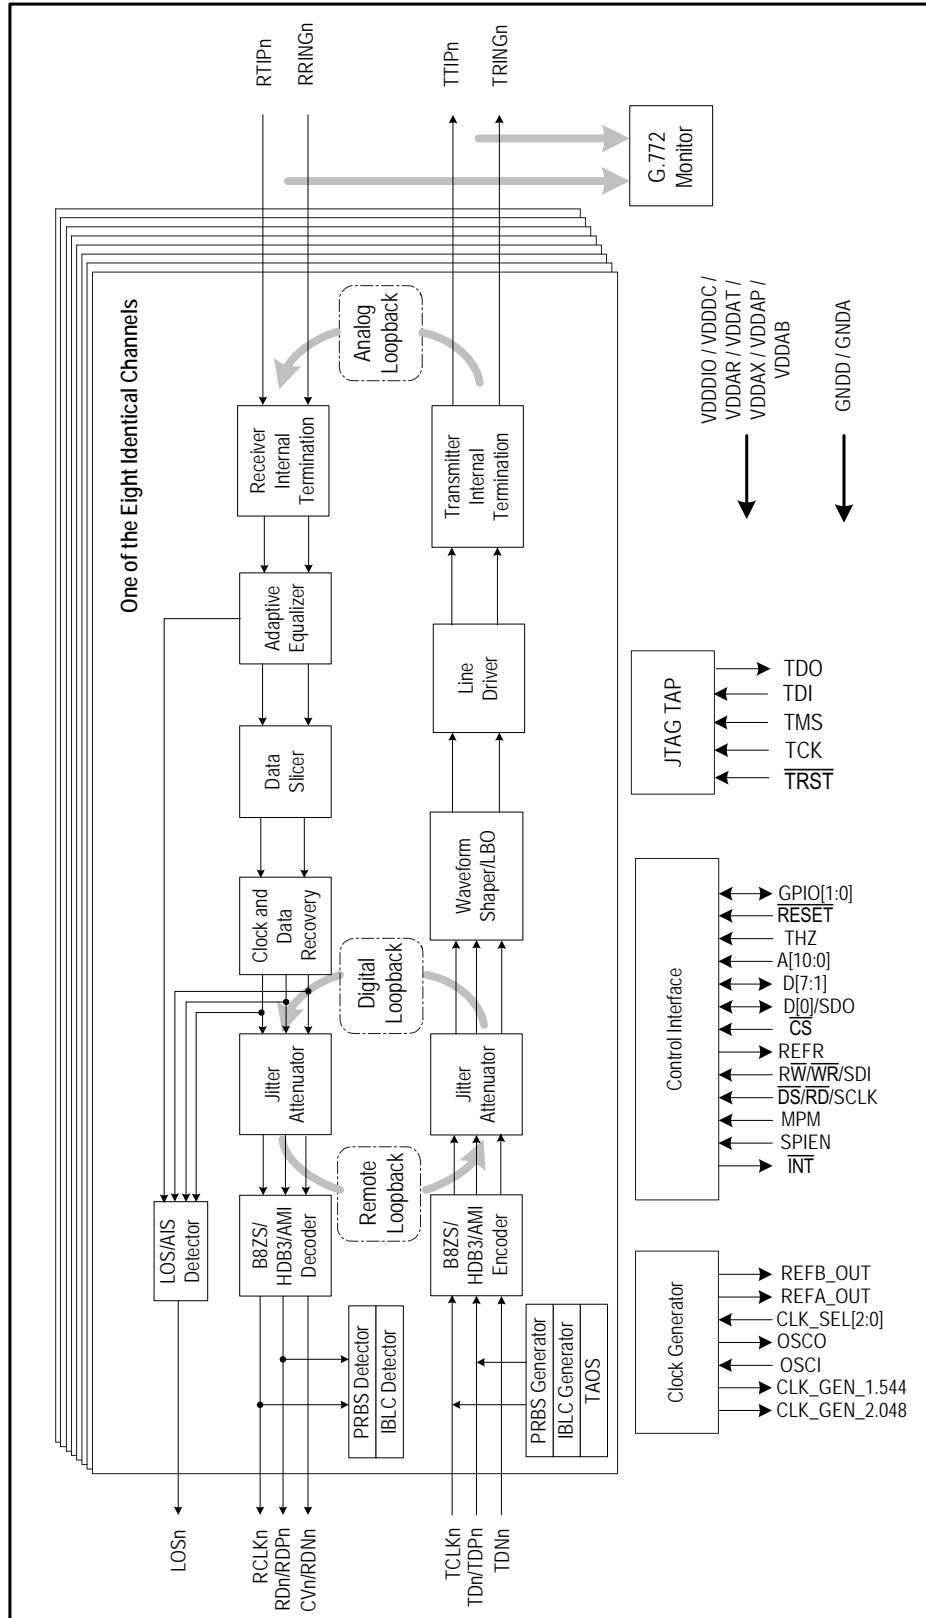 RTIPn
RRINGn
TTIPn
TRINGn
G.772
Monitor
One of the Eight Identical Channels
Analog
Loopback
Receiver
Internal
Termination
Transmitter
Internal
Termination
VDDDIO / VDDDC /
VDDAR / VDDAT /
VDDAX / VDDAP /
VDDAB
GNDD / GNDA
Adaptive
Equalizer
Line
Driver
Data
Slicer
Waveform
Shaper/LBO
Clock and
Data
Recovery
Digital
Loopback
Jitter
Attenuator
Jitter
Attenuator
Remote
Loopback
LOS/AIS
Detector
B8ZS/
HDB3/AMI
Decoder
B8ZS/
HDB3/AMI
Encoder
PRBS Detector
IBLC Detector
PRBS Generator
IBLC Generator
TAOS
LOSn
RCLKn
RDn/RDPn
CVn/RDNn
TCLKn
TDn/TDPn
TDNn
JTAG TAP
TDO
TDI
TMS
TCK
TRST
Control Interface
GPIO[1:0]
RESET
THZ
A[10:0]
D[7:1]
D[0]/SDO
CS
REFR
RW/WR/SDI
DS/RD/SCLK
MPM
SPIEN
INT
Clock Generator
REFB_OUT
REFA_OUT
CLK_SEL[2:0]
OSCO
OSCI
CLK_GEN_1.544
CLK_GEN_2.048